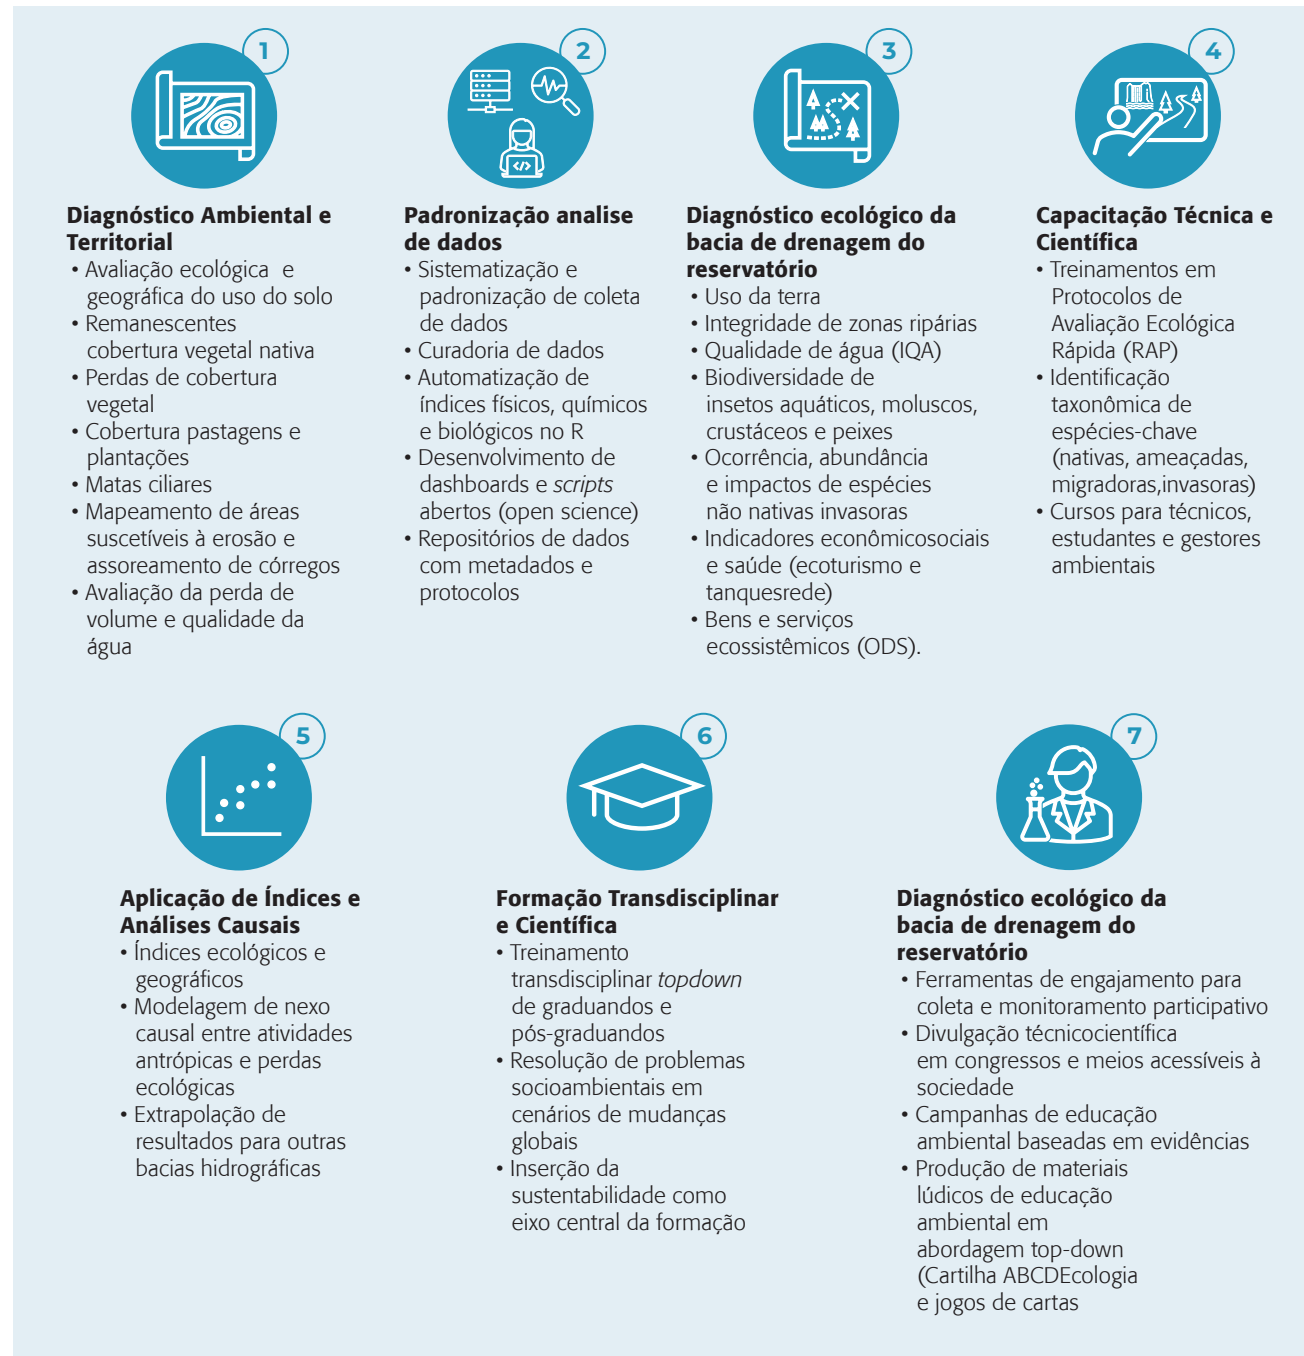 1
Diagnóstico Ambiental e
Territorial
• Avaliação ecológica e
geográfica do uso do solo
• Remanescentes
cobertura vegetal nativa
• Perdas de cobertura
vegetal
• Cobertura pastagens e
plantações
• Matas ciliares
• Mapeamento de áreas
suscetíveis à erosão e
assoreamento de córregos
• Avaliação da perda de
volume e qualidade da
água
2
</>
Padronização analise
de dados
• Sistematização e
padronização de coleta
de dados
• Curadoria de dados
• Automatização de
índices físicos, químicos
e biológicos no R
• Desenvolvimento de
dashboards e scripts
abertos (open science)
• Repositórios de dados
com metadados e
protocolos
3
Diagnóstico ecológico da
bacia de drenagem do
reservatório
• Uso da terra
• Integridade de zonas ripárias
• Qualidade de água (IQA)
• Biodiversidade de
insetos aquáticos, moluscos,
crustáceos e peixes
• Ocorrência, abundância
e impactos de espécies
não nativas invasoras
• Indicadores econômicosociais
e saúde (ecoturismo e
tanquesrede)
• Bens e serviços
ecossistêmicos (ODS).
4
Capacitação Técnica e
Científica
• Treinamentos em
Protocolos de
Avaliação Ecológica
Rápida (RAP)
• Identificação
taxonômica de
espécies-chave
(nativas, ameaçadas,
migradoras,invasoras)
• Cursos para técnicos,
estudantes e gestores
ambientais
5
Aplicação de Índices e
Análises Causais
• Índices ecológicos e
geográficos
• Modelagem de nexo
causal entre atividades
antrópicas e perdas
ecológicas
• Extrapolação de
resultados para outras
bacias hidrográficas
6
Formação Transdisciplinar
e Científica
• Treinamento
transdisciplinar topdown
de graduandos e
pós-graduandos
• Resolução de problemas
socioambientais em
cenários de mudanças
globais
• Inserção da
sustentabilidade como
eixo central da formação
7
Diagnóstico ecológico da
bacia de drenagem do
reservatório
• Ferramentas de engajamento para
coleta e monitoramento participativo
• Divulgação técnicocientífica
em congressos e meios acessíveis à
sociedade
• Campanhas de educação
ambiental baseadas em evidências
• Produção de materiais
lúdicos de educação
ambiental em
abordagem top-down
(Cartilha ABCDEcologia
e jogos de cartas